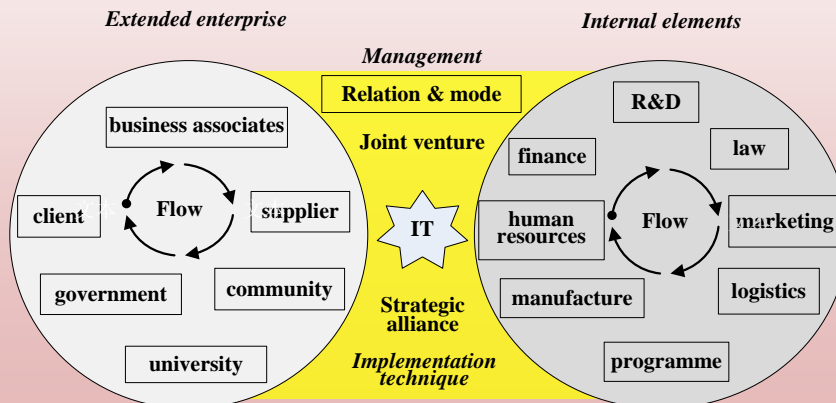 Extended enterprise
Internal elements
Management
Relation & mode
Joint venture
IT
Strategic
alliance
Implementation
technique
business associates
client
Flow
supplier
government
community
university
R&D
finance
law
human
resources
Flow
marketing
manufacture
logistics
programme